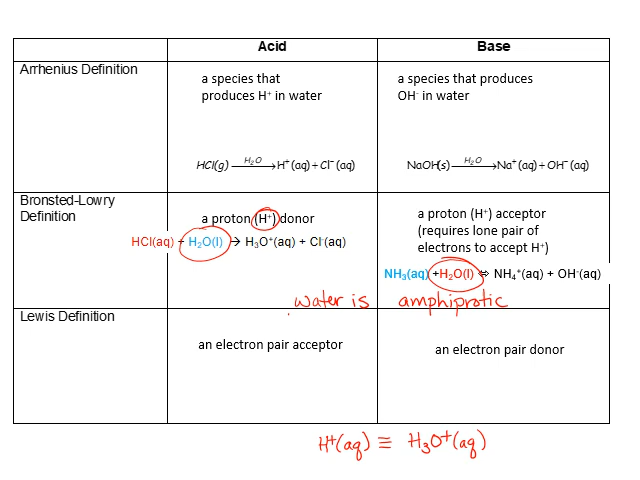 Acid Base
Arrhenius Definition
a species that
produces H⁺ in water
a species that produces
OH⁻ in water
HCl(g) —H₂O→ H⁺(aq) + Cl⁻(aq)
NaOH(s) —H₂O→ Na⁺(aq) + OH⁻(aq)
Bronsted-Lowry
Definition
a proton (H⁺) donor
HCl(aq) + H₂O(l) → H₃O⁺(aq) + Cl⁻(aq)
a proton (H⁺) acceptor
(requires lone pair of
electrons to accept H⁺)
NH₃(aq) +H₂O(l) ⇔ NH₄⁺(aq) + OH⁻(aq)
water is amphiprotic
Lewis Definition
an electron pair acceptor
an electron pair donor
H⁺(aq) ≡ H₃O⁺(aq)